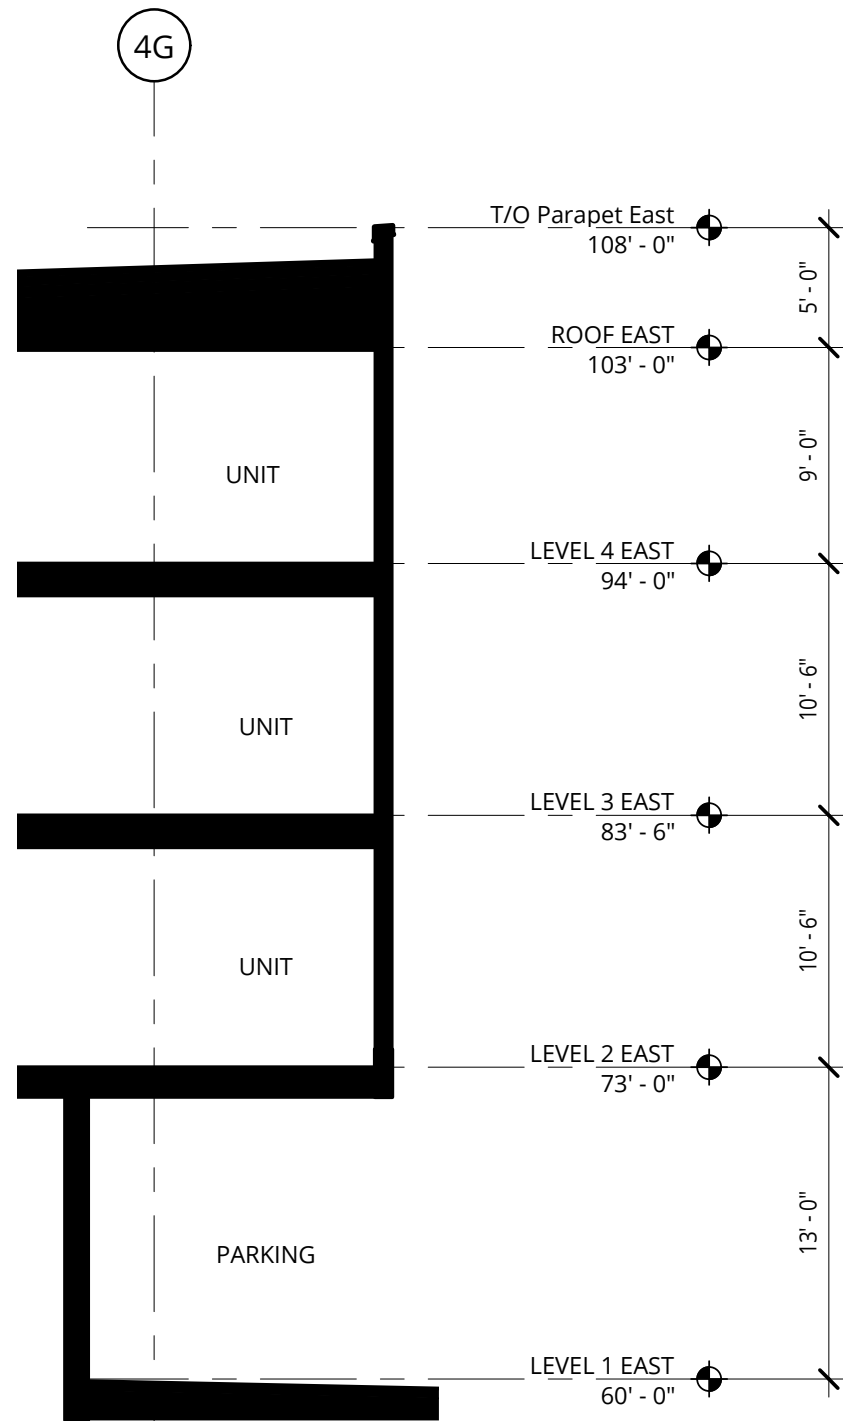 4G
T/O Parapet East
108' - 0"
5' - 0"
ROOF EAST
103' - 0"
9' - 0"
UNIT
LEVEL 4 EAST
94' - 0"
10' - 6"
UNIT
LEVEL 3 EAST
83' - 6"
10' - 6"
UNIT
LEVEL 2 EAST
73' - 0"
13' - 0"
PARKING
LEVEL 1 EAST
60' - 0"